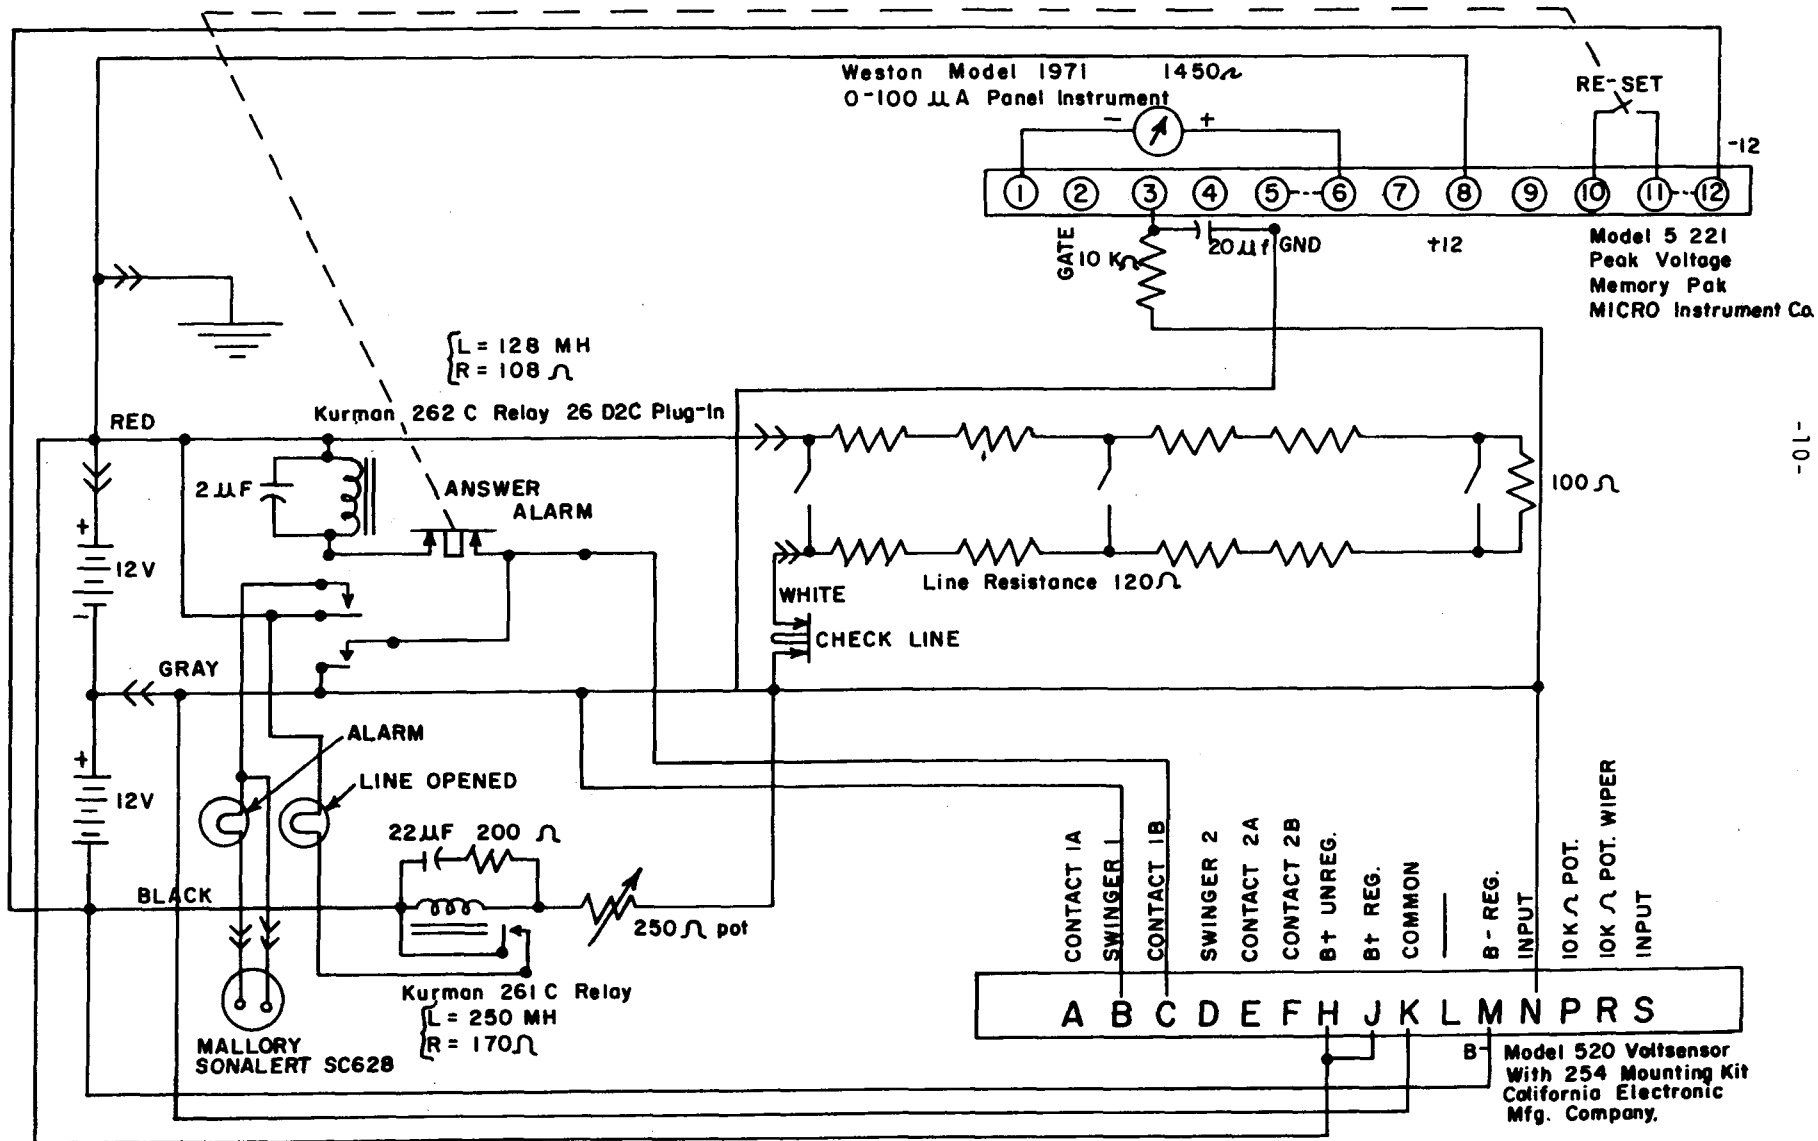 Weston Model 1971 1450Ω
0-100 µA Panel Instrument
- +
RE-SET
-12
1 2 3 4 5 6 7 8 9 10 11 12
GATE
10 KΩ
20 µf
GND
+12
Model 5 221
Peak Voltage
Memory Pak
MICRO Instrument Co.
L = 128 MH
R = 108 Ω
Kurman 262 C Relay 26 D2C Plug-In
RED
2 µF
ANSWER
ALARM
+
12V
-
100 Ω
Line Resistance 120Ω
WHITE
CHECK LINE
GRAY
ALARM
LINE OPENED
+
12V
22 µF 200 Ω
BLACK
250 Ω pot
Kurman 261 C Relay
L = 250 MH
R = 170Ω
MALLORY
SONALERT SC628
CONTACT 1A
SWINGER 1
CONTACT 1B
SWINGER 2
CONTACT 2A
CONTACT 2B
B+ UNREG.
B+ REG.
COMMON
B- REG.
INPUT
10K Ω POT.
10K Ω POT. WIPER
INPUT
A B C D E F H J K L M N P R S
B-
Model 520 Voltsensor
With 254 Mounting Kit
California Electronic
Mfg. Company.
-10-